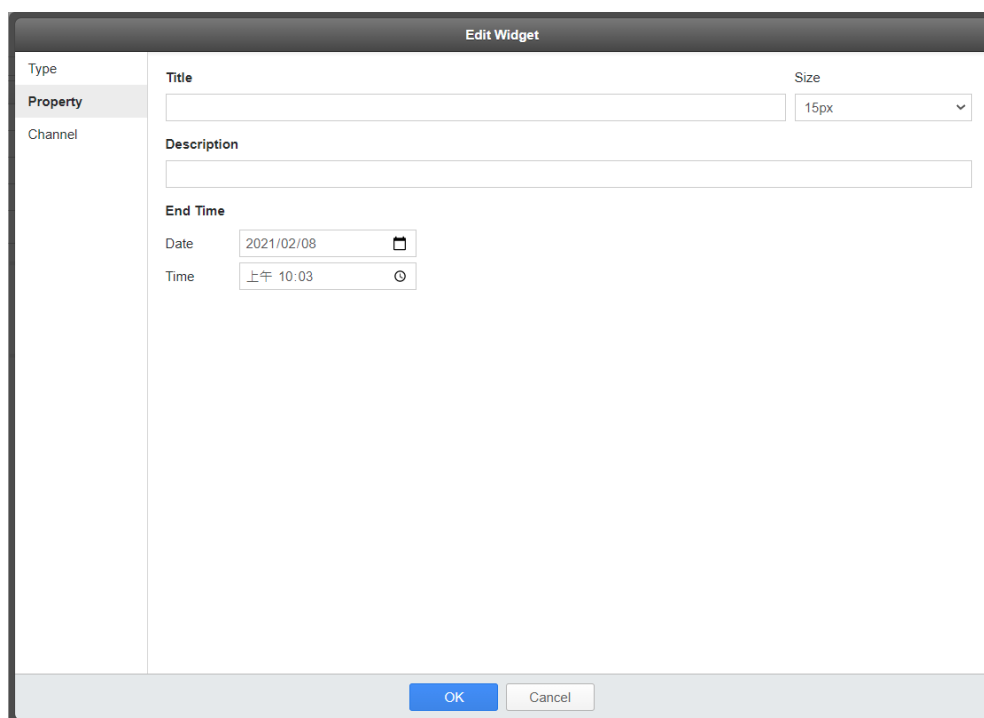 Edit Widget
Type
Property
Channel
Title
Size
15px
Description
End Time
Date 2021/02/08
Time 上午 10:03
OK Cancel